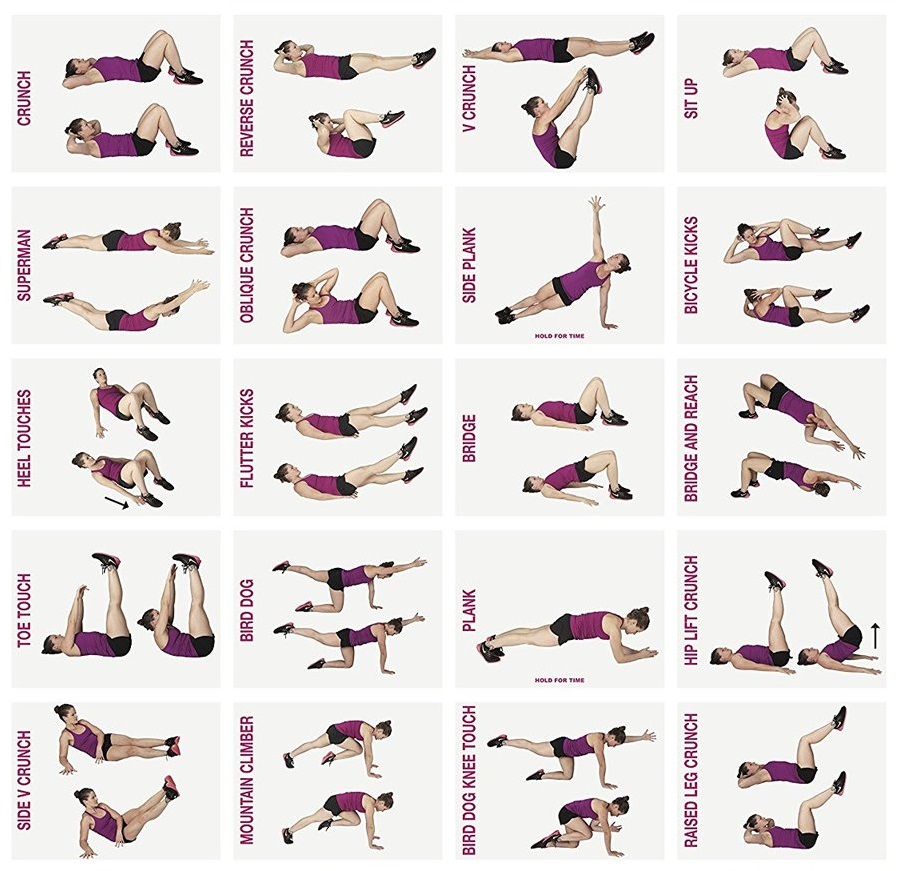 CRUNCH
REVERSE CRUNCH
V CRUNCH
SIT UP
SUPERMAN
OBLIQUE CRUNCH
SIDE PLANK
HOLD FOR TIME
BICYCLE KICKS
HEEL TOUCHES
FLUTTER KICKS
BRIDGE
BRIDGE AND REACH
TOE TOUCH
BIRD DOG
PLANK
HOLD FOR TIME
HIP LIFT CRUNCH
SIDE V CRUNCH
MOUNTAIN CLIMBER
BIRD DOG KNEE TOUCH
RAISED LEG CRUNCH